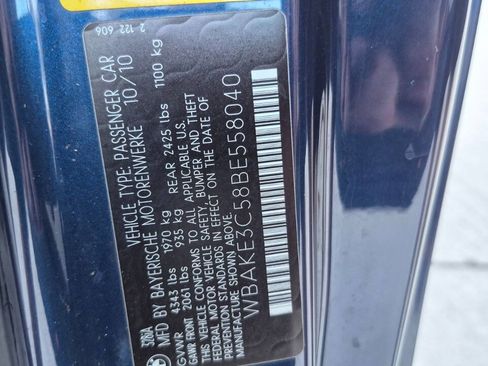 2 122 606
328iA VEHICLE TYPE: PASSENGER CAR
MFD BY BAYERISCHE MOTORENWERKE 10/10
GVWR 4343 lbs 1970 kg
GAWR FRONT 2061 lbs 935 kg REAR 2425 lbs 1100 kg
THIS VEHICLE CONFORMS TO ALL APPLICABLE U.S.
FEDERAL MOTOR VEHICLE SAFETY, BUMPER AND THEFT
PREVENTION STANDARDS IN EFFECT ON THE DATE OF
MANUFACTURE SHOWN ABOVE
WBAKE3C58BE558040